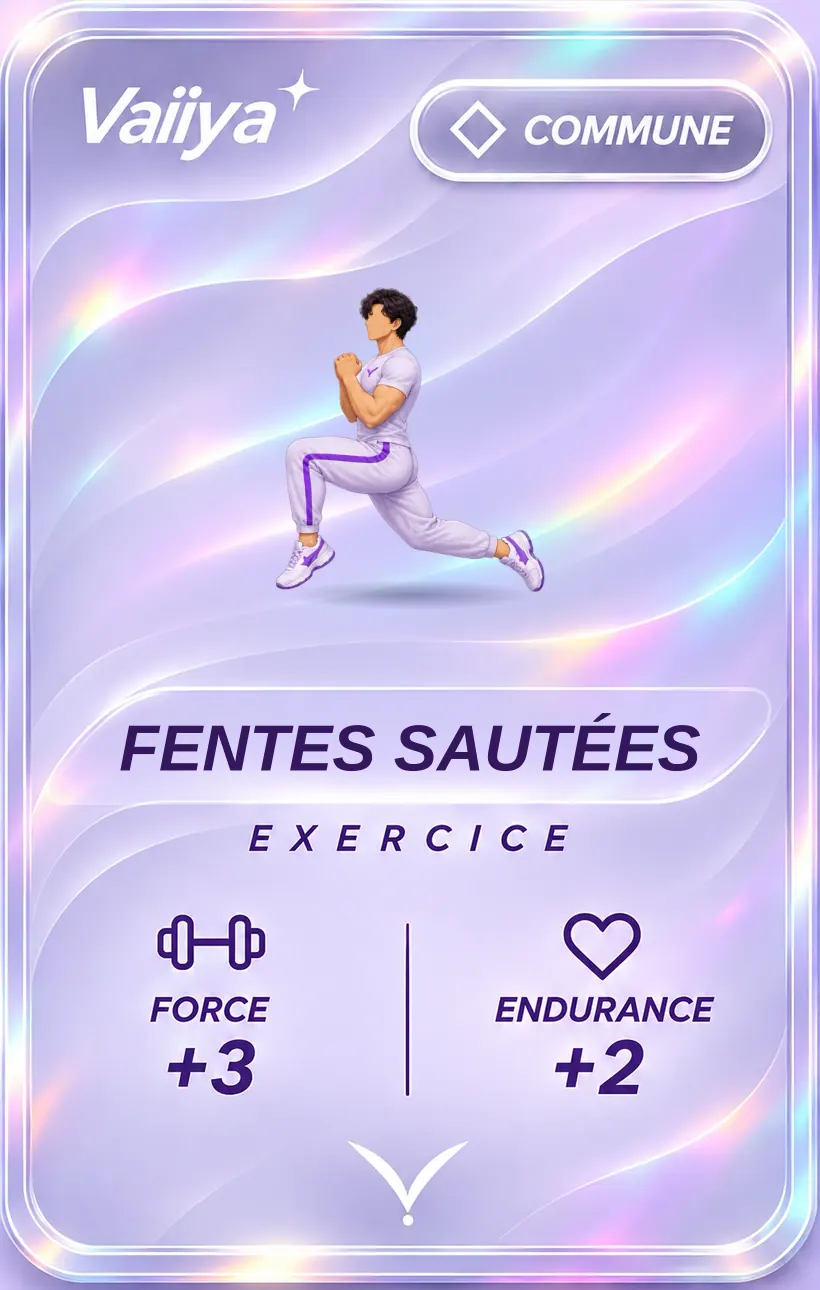 Vaiiya
COMMUNE
FENTES SAUTÉES
EXERCICE
FORCE
+3
ENDURANCE
+2